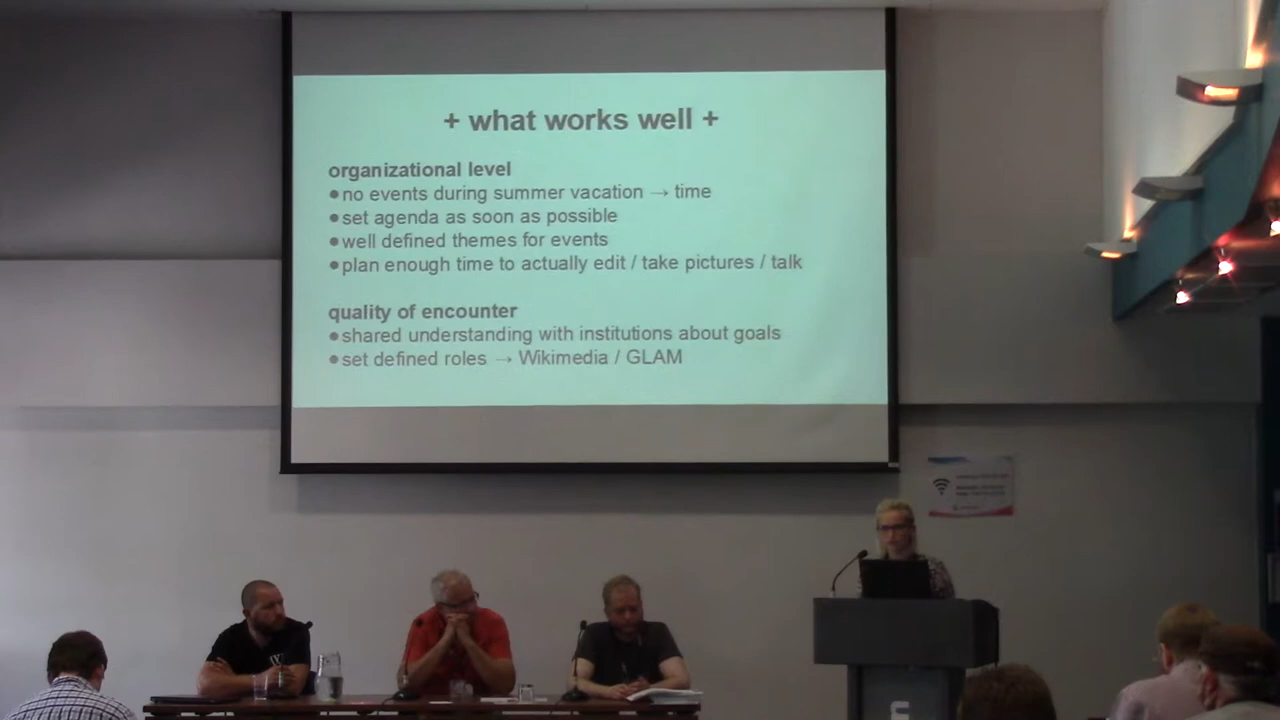 + what works well +
organizational level
●no events during summer vacation → time
●set agenda as soon as possible
●well defined themes for events
●plan enough time to actually edit / take pictures / talk
quality of encounter
●shared understanding with institutions about goals
●set defined roles → Wikimedia / GLAM